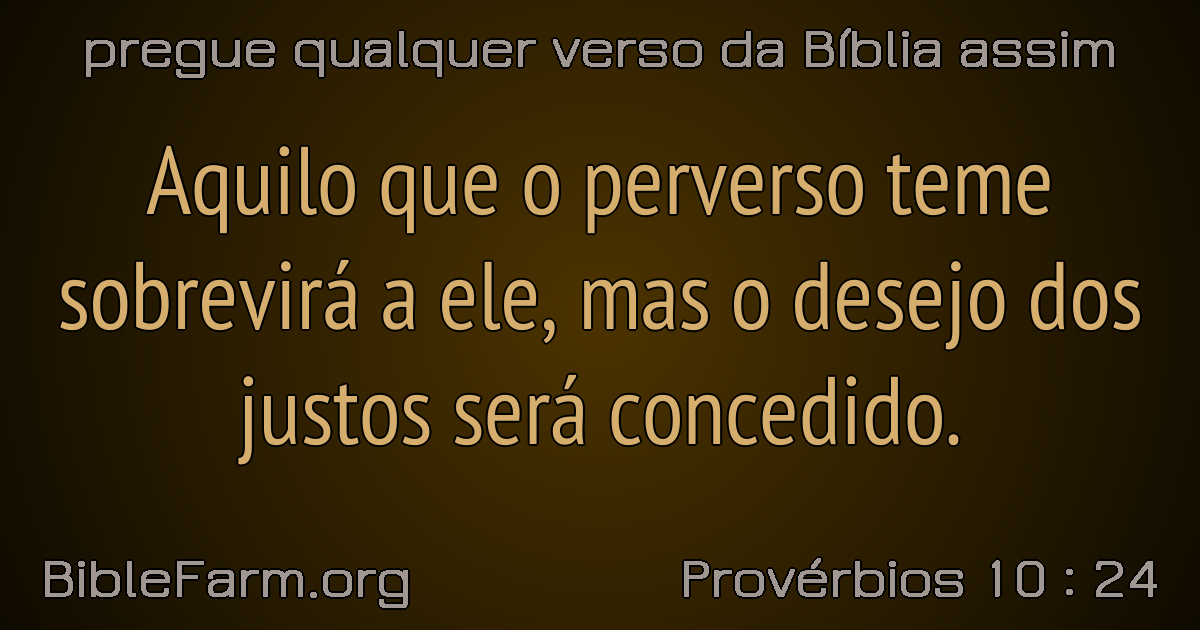 pregue qualquer verso da Bíblia assim
Aquilo que o perverso teme
sobrevirá a ele, mas o desejo dos
justos será concedido.
BibleFarm.org
Provérbios 10 : 24